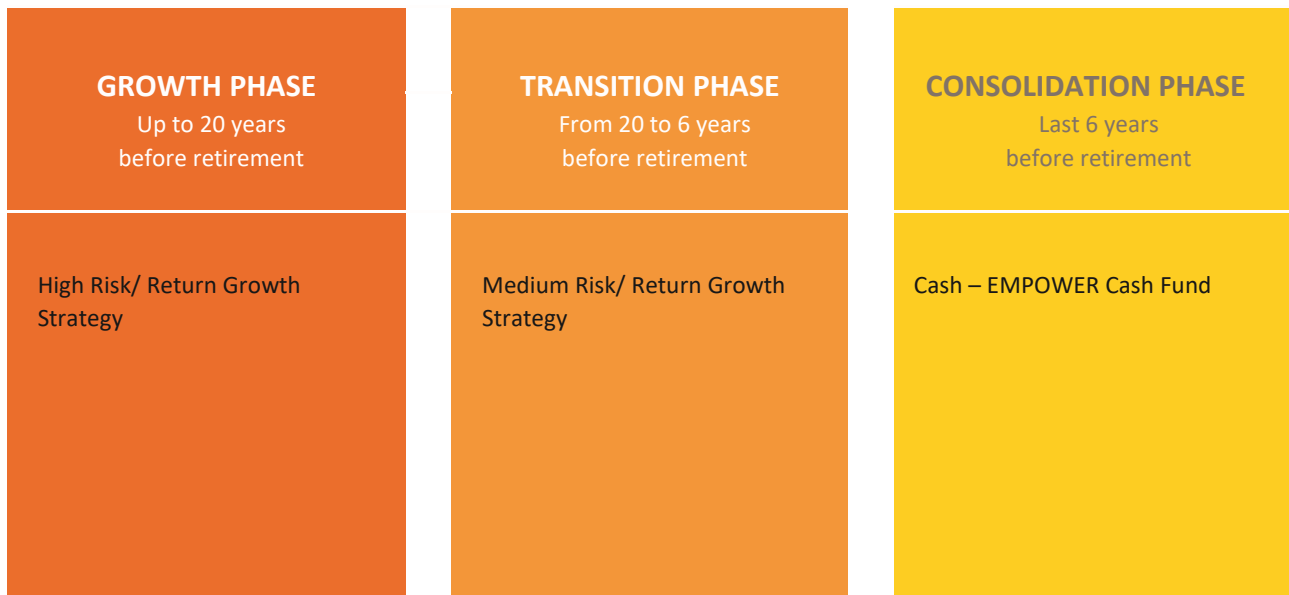 GROWTH PHASE
Up to 20 years
before retirement
High Risk/ Return Growth
Strategy
TRANSITION PHASE
From 20 to 6 years
before retirement
Medium Risk/ Return Growth
Strategy
CONSOLIDATION PHASE
Last 6 years
before retirement
Cash – EMPOWER Cash Fund